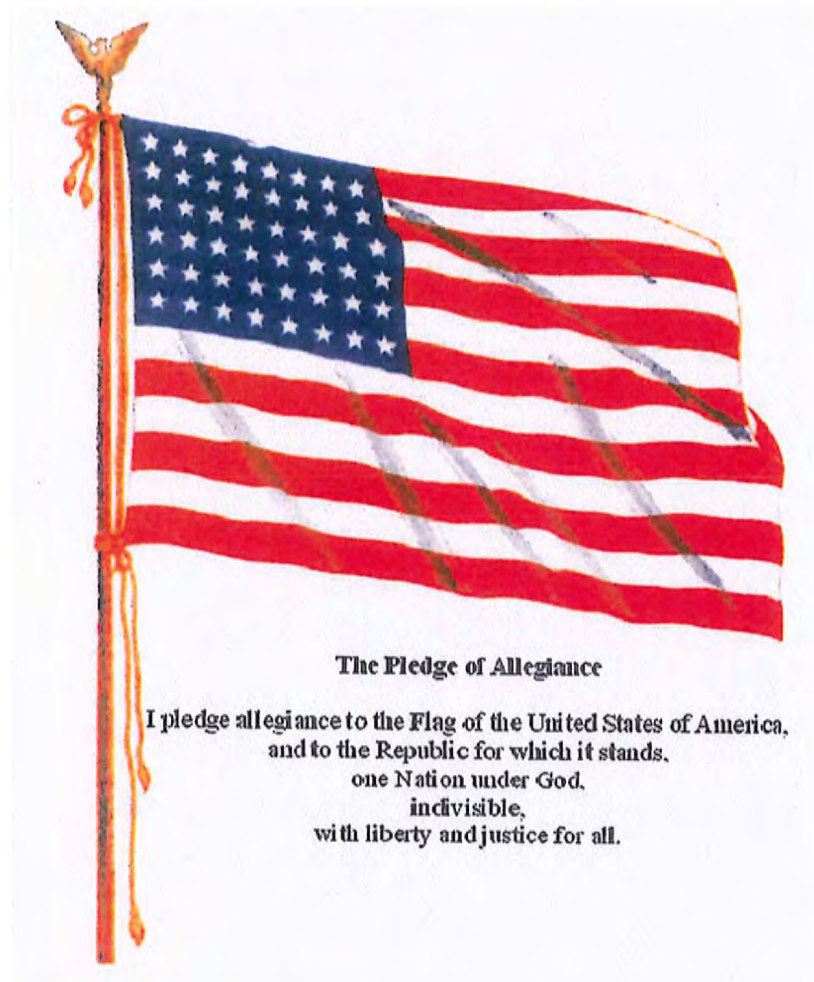 The Pledge of Allegiance
I pledge allegiance to the Flag of the United States of America,
and to the Republic for which it stands,
one Nation under God,
indivisible,
with liberty and justice for all.